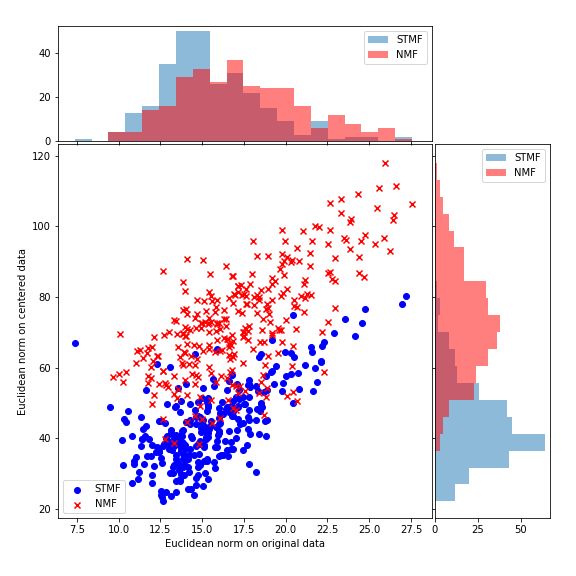 STMF
NMF
40
20
0
120
100
80
60
40
20
Euclidean norm on centered data
STMF
NMF
STMF
NMF
7.5 10.0 12.5 15.0 17.5 20.0 22.5 25.0 27.5
0 25 50
Euclidean norm on original data